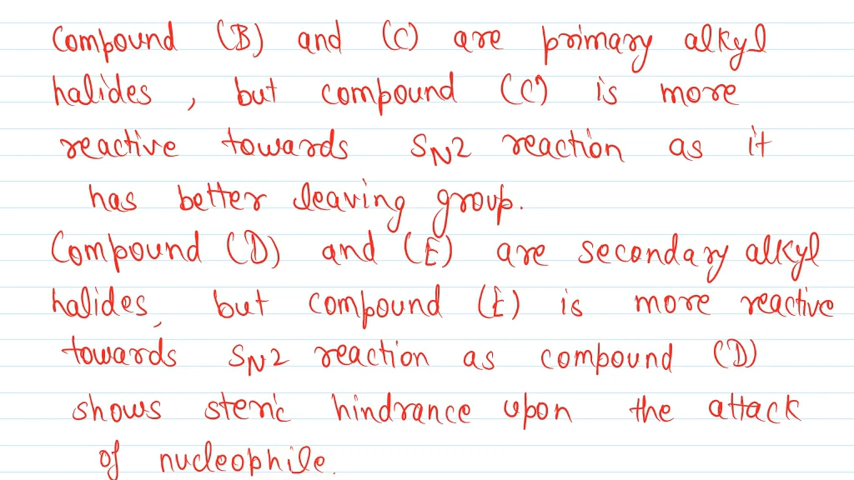 Compound (B) and (C) are primary alkyl
halides, but compound (C) is more
reactive towards SN2 reaction as it
has better leaving group.
Compound (D) and (E) are secondary alkyl
halides, but compound (E) is more reactive
towards SN2 reaction as compound (D)
shows steric hindrance upon the attack
of nucleophile.